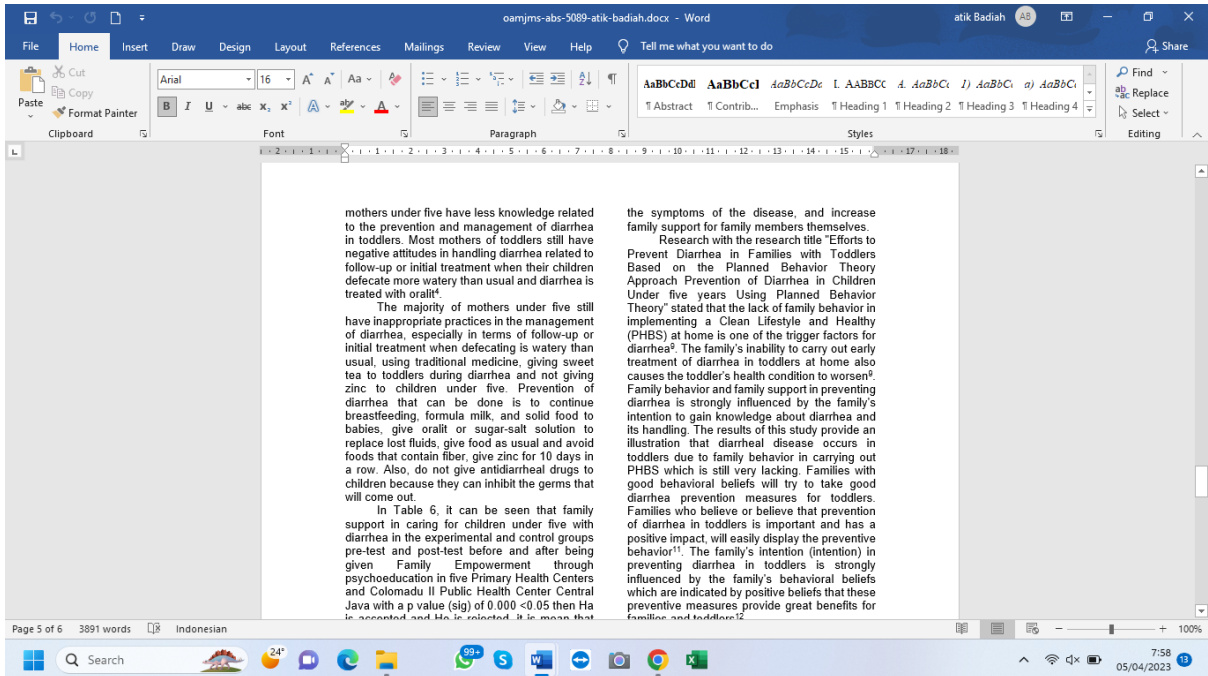 oamjms-abs-5089-atik-badiah.docx - Word
atik Badiah AB
File Home Insert Draw Design Layout References Mailings Review View Help Tell me what you want to do Share
Paste
Cut
Copy
Format Painter
Clipboard
Arial 16
Font
Paragraph
AaBbCcDd AaBbCcI AaBbCcDc I. AABBCC A. AaBbCc 1) AaBbCc a) AaBbCc
¶ Abstract ¶ Contrib... Emphasis ¶ Heading 1 ¶ Heading 2 ¶ Heading 3 ¶ Heading 4
Styles
Find
Replace
Select
Editing
mothers under five have less knowledge related
to the prevention and management of diarrhea
in toddlers. Most mothers of toddlers still have
negative attitudes in handling diarrhea related to
follow-up or initial treatment when their children
defecate more watery than usual and diarrhea is
treated with oralit⁴.
The majority of mothers under five still
have inappropriate practices in the management
of diarrhea, especially in terms of follow-up or
initial treatment when defecating is watery than
usual, using traditional medicine, giving sweet
tea to toddlers during diarrhea and not giving
zinc to children under five. Prevention of
diarrhea that can be done is to continue
breastfeeding, formula milk, and solid food to
babies, give oralit or sugar-salt solution to
replace lost fluids, give food as usual and avoid
foods that contain fiber, give zinc for 10 days in
a row. Also, do not give antidiarrheal drugs to
children because they can inhibit the germs that
will come out.
In Table 6, it can be seen that family
support in caring for children under five with
diarrhea in the experimental and control groups
pre-test and post-test before and after being
given Family Empowerment through
psychoeducation in five Primary Health Centers
and Colomadu II Public Health Center Central
Java with a p value (sig) of 0.000 <0.05 then Ha
is accepted and Ho is rejected, it is mean that
the symptoms of the disease, and increase
family support for family members themselves.
Research with the research title "Efforts to
Prevent Diarrhea in Families with Toddlers
Based on the Planned Behavior Theory
Approach Prevention of Diarrhea in Children
Under five years Using Planned Behavior
Theory" stated that the lack of family behavior in
implementing a Clean Lifestyle and Healthy
(PHBS) at home is one of the trigger factors for
diarrhea⁹. The family's inability to carry out early
treatment of diarrhea in toddlers at home also
causes the toddler's health condition to worsen⁹.
Family behavior and family support in preventing
diarrhea is strongly influenced by the family's
intention to gain knowledge about diarrhea and
its handling. The results of this study provide an
illustration that diarrheal disease occurs in
toddlers due to family behavior in carrying out
PHBS which is still very lacking. Families with
good behavioral beliefs will try to take good
diarrhea prevention measures for toddlers.
Families who believe or believe that prevention
of diarrhea in toddlers is important and has a
positive impact, will easily display the preventive
behavior¹¹. The family's intention (intention) in
preventing diarrhea in toddlers is strongly
influenced by the family's behavioral beliefs
which are indicated by positive beliefs that these
preventive measures provide great benefits for
families and toddlers¹²
Page 5 of 6 3891 words Indonesian
100%
Search
24°
99+
7:58
05/04/2023
13